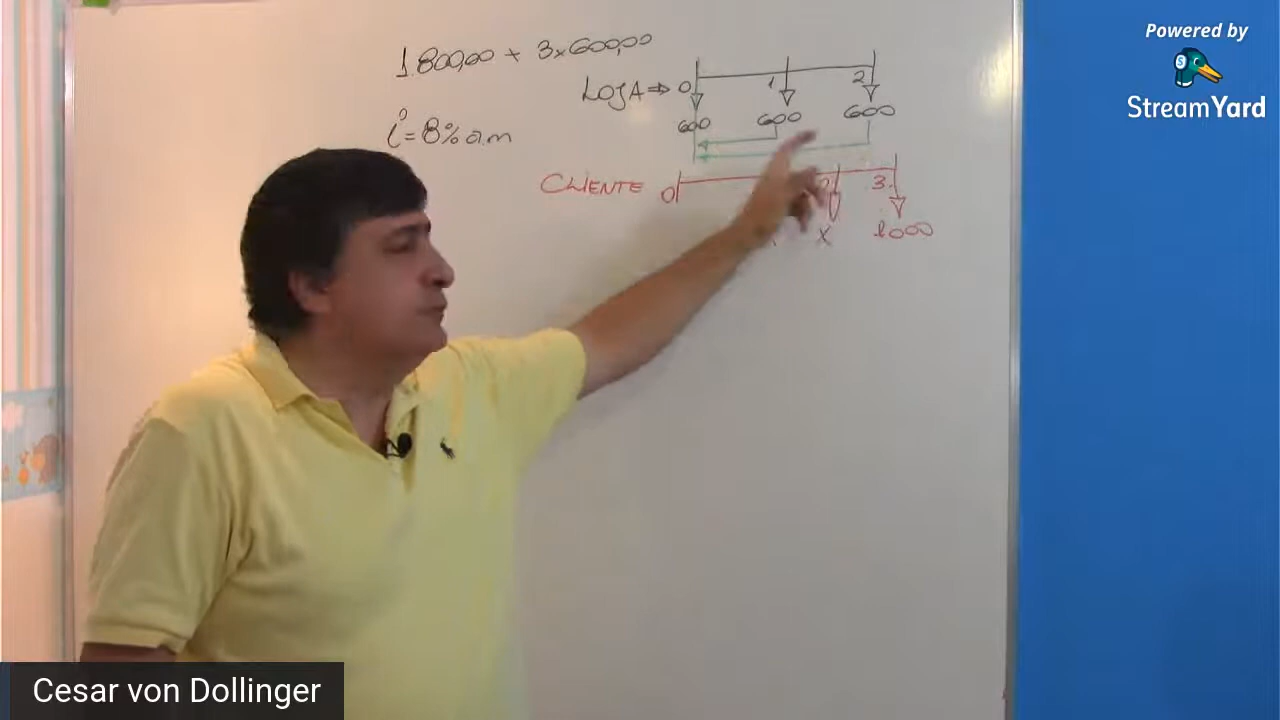 1.800,00 + 3x600,00
LOJA ⇒ 0 1 2
600 600 600
i = 8% a.m
CLIENTE 0 3
X 1000
Powered by
StreamYard
Cesar von Dollinger